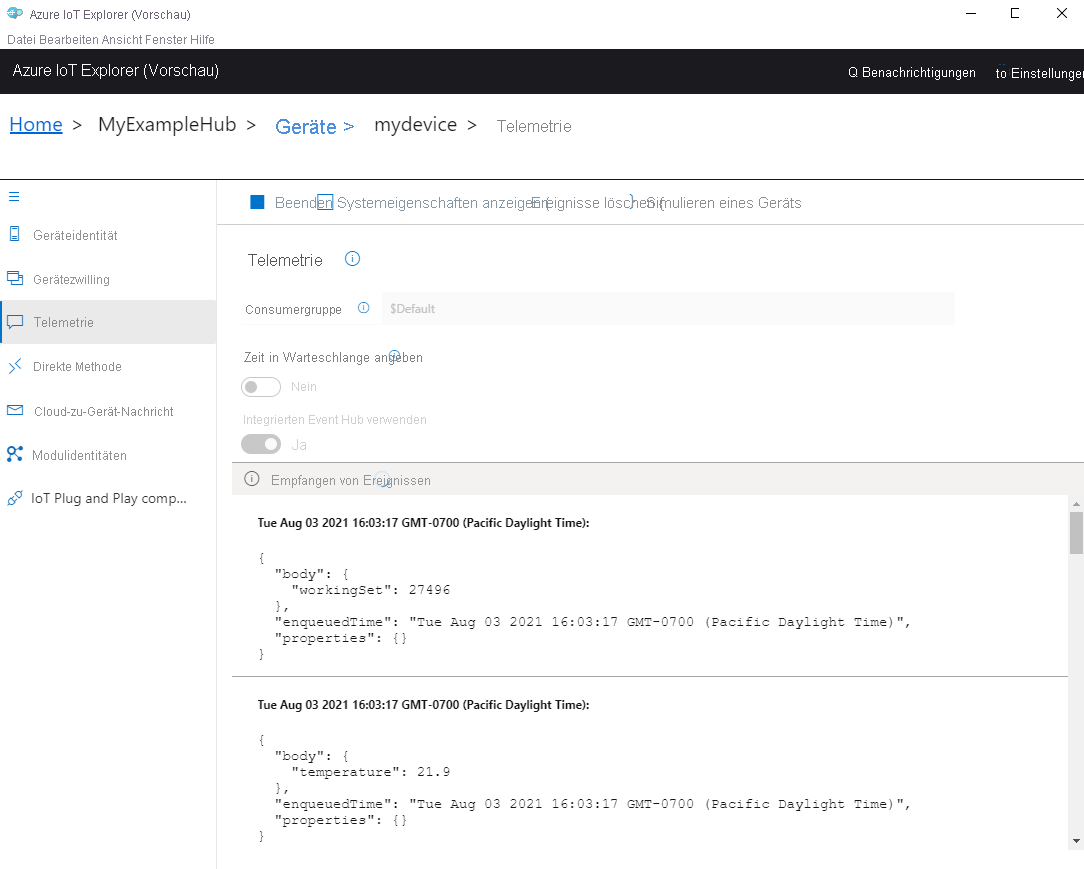 Azure IoT Explorer (Vorschau)
Datei Bearbeiten Ansicht Fenster Hilfe
Azure IoT Explorer (Vorschau)
Q Benachrichtigungen
to Einstellunger
Home > MyExampleHub > Geräte > mydevice > Telemetrie
Beenden Systemeigenschaften anzeigen ( Ereignisse löschen ( } Simulieren eines Geräts
Geräteidentität
Gerätezwilling
Telemetrie
Direkte Methode
Cloud-zu-Gerät-Nachricht
Modulidentitäten
IoT Plug and Play comp...
Telemetrie
Consumergruppe
$Default
Zeit in Warteschlange angeben
Nein
Integrierten Event Hub verwenden
Ja
Empfangen von Ereignissen
Tue Aug 03 2021 16:03:17 GMT-0700 (Pacific Daylight Time):
{
"body": {
"workingSet": 27496
},
"enqueuedTime": "Tue Aug 03 2021 16:03:17 GMT-0700 (Pacific Daylight Time)",
"properties": {}
}
Tue Aug 03 2021 16:03:17 GMT-0700 (Pacific Daylight Time):
{
"body": {
"temperature": 21.9
},
"enqueuedTime": "Tue Aug 03 2021 16:03:17 GMT-0700 (Pacific Daylight Time)",
"properties": {}
}